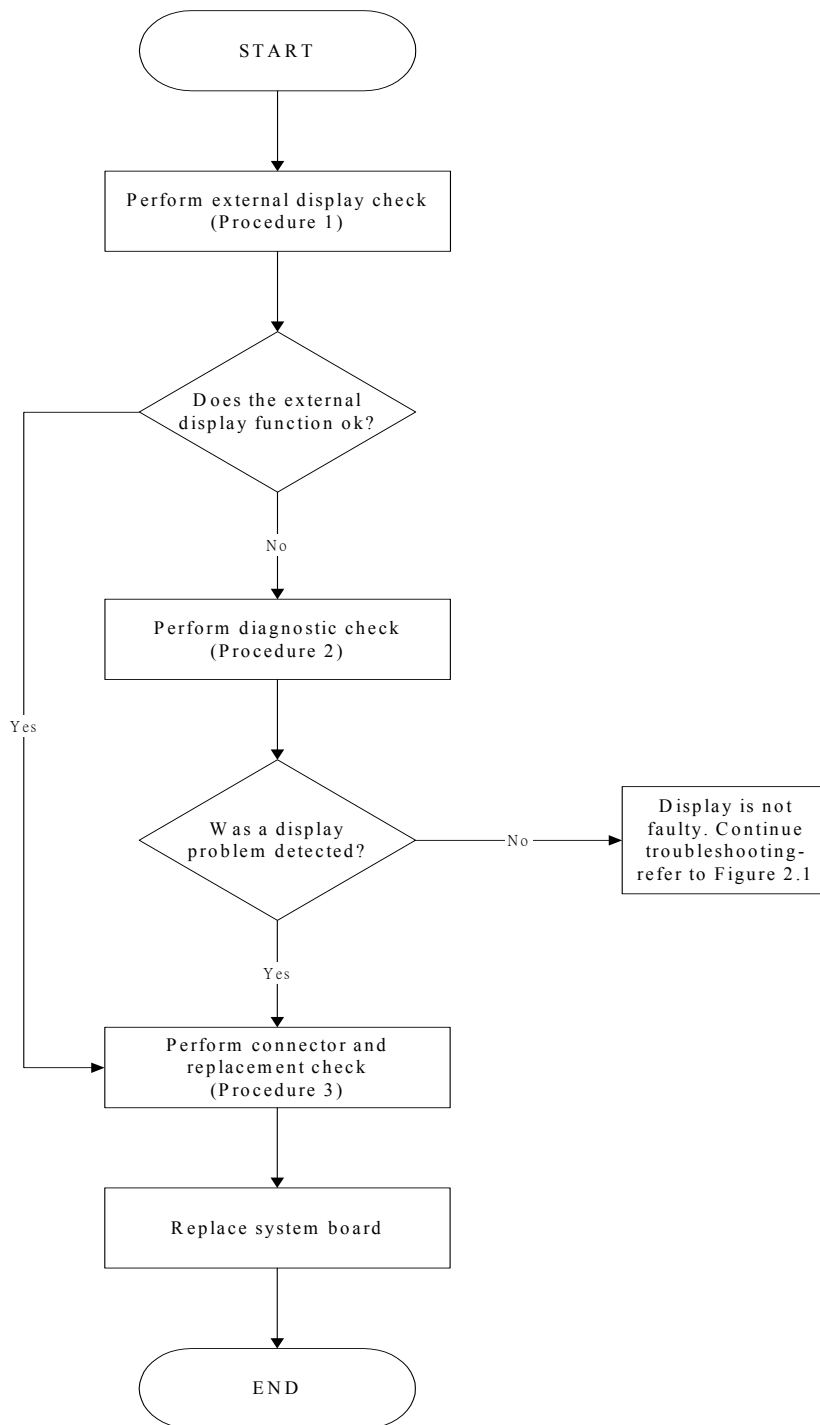 START
Perform external display check
(Procedure 1)
Does the external
display function ok?
No
Perform diagnostic check
(Procedure 2)
Yes
Was a display
problem detected?
No
Display is not
faulty. Continue
troubleshooting-
refer to Figure 2.1
Yes
Perform connector and
replacement check
(Procedure 3)
Replace system board
END